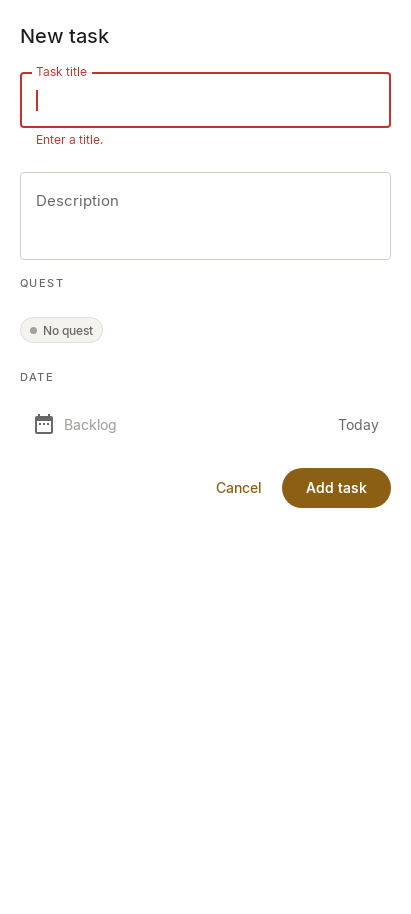 New task
Task title
Enter a title.
Description
QUEST
No quest
DATE
Backlog Today
Cancel Add task